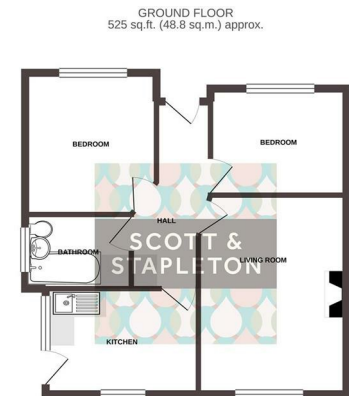 GROUND FLOOR
525 sq.ft. (48.8 sq.m.) approx.
BEDROOM
BEDROOM
HALL
SCOTT &
STAPLETON
BATHROOM
LIVING ROOM
KITCHEN